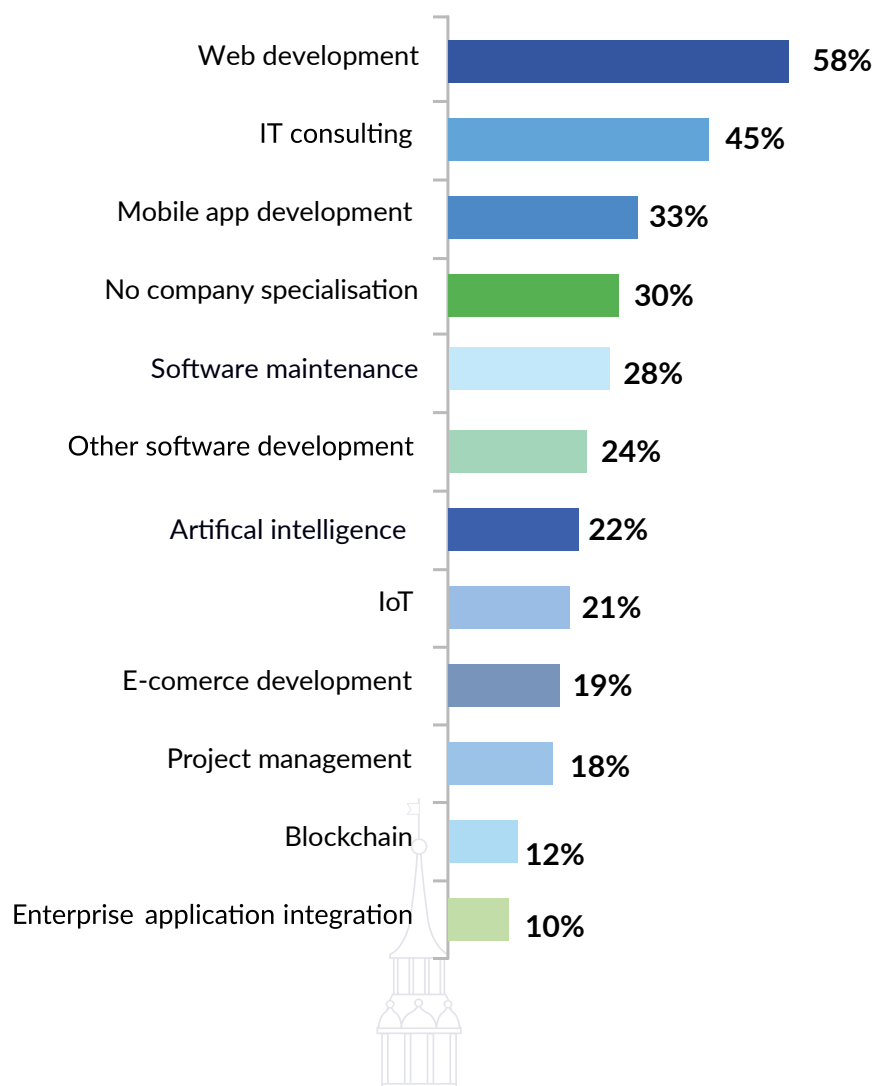 Web development 58%
IT consulting 45%
Mobile app development 33%
No company specialisation 30%
Software maintenance 28%
Other software development 24%
Artifical intelligence 22%
IoT 21%
E-comerce development 19%
Project management 18%
Blockchain 12%
Enterprise application integration 10%